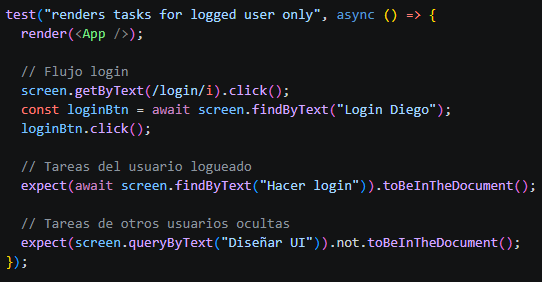 test("renders tasks for logged user only", async () => {
  render(<App />);

  // Flujo login
  screen.getByText(/login/i).click();
  const loginBtn = await screen.findByText("Login Diego");
  loginBtn.click();

  // Tareas del usuario logueado
  expect(await screen.findByText("Hacer login")).toBeInTheDocument();

  // Tareas de otros usuarios ocultas
  expect(screen.queryByText("Diseñar UI")).not.toBeInTheDocument();
});